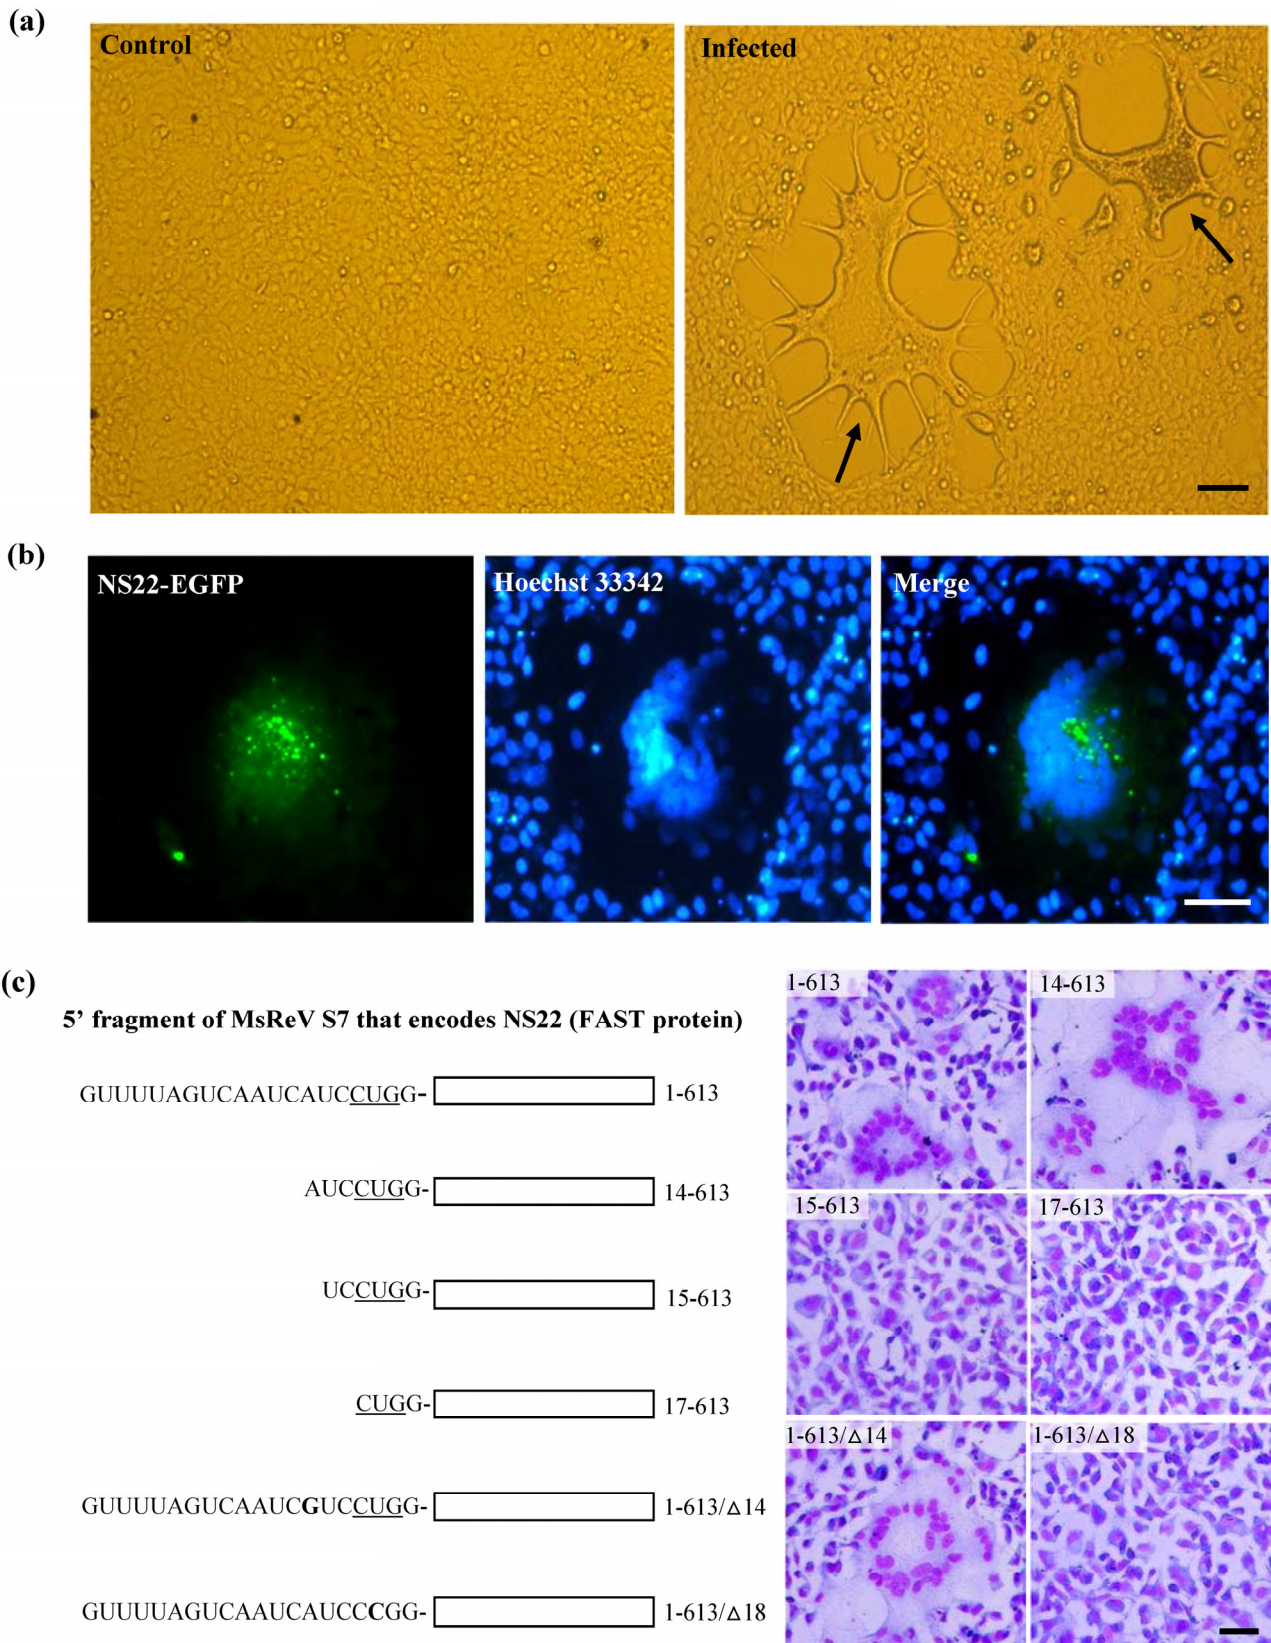 (a)
Control
Infected
(b)
NS22-EGFP
Hoechst 33342
Merge
(c)
5’ fragment of MsReV S7 that encodes NS22 (FAST protein)
GUUUUAGUCAAUCAUCCUGG- 1-613
AUCCUGG- 14-613
UCCUGG- 15-613
CUGG- 17-613
GUUUUAGUCAAUCGUCCUGG- 1-613/△14
GUUUUAGUCAAUCAUCCCGG- 1-613/△18
1-613
14-613
15-613
17-613
1-613/△14
1-613/△18